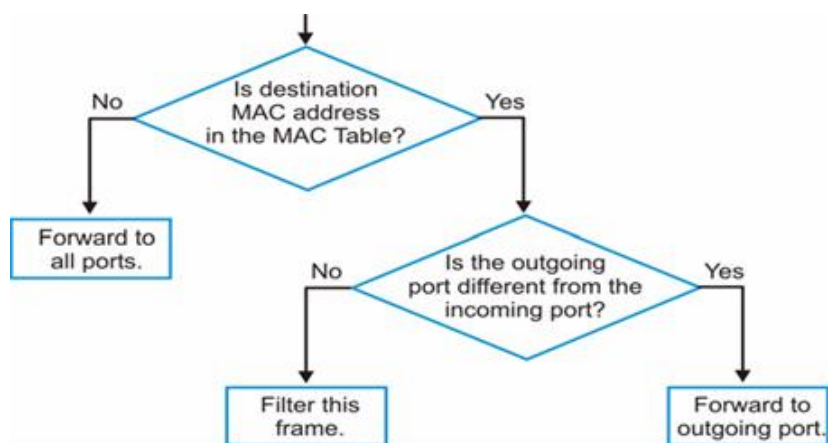 Is destination
MAC address
in the MAC Table?
No
Yes
Forward to
all ports.
Is the outgoing
port different from the
incoming port?
No
Yes
Filter this
frame.
Forward to
outgoing port.